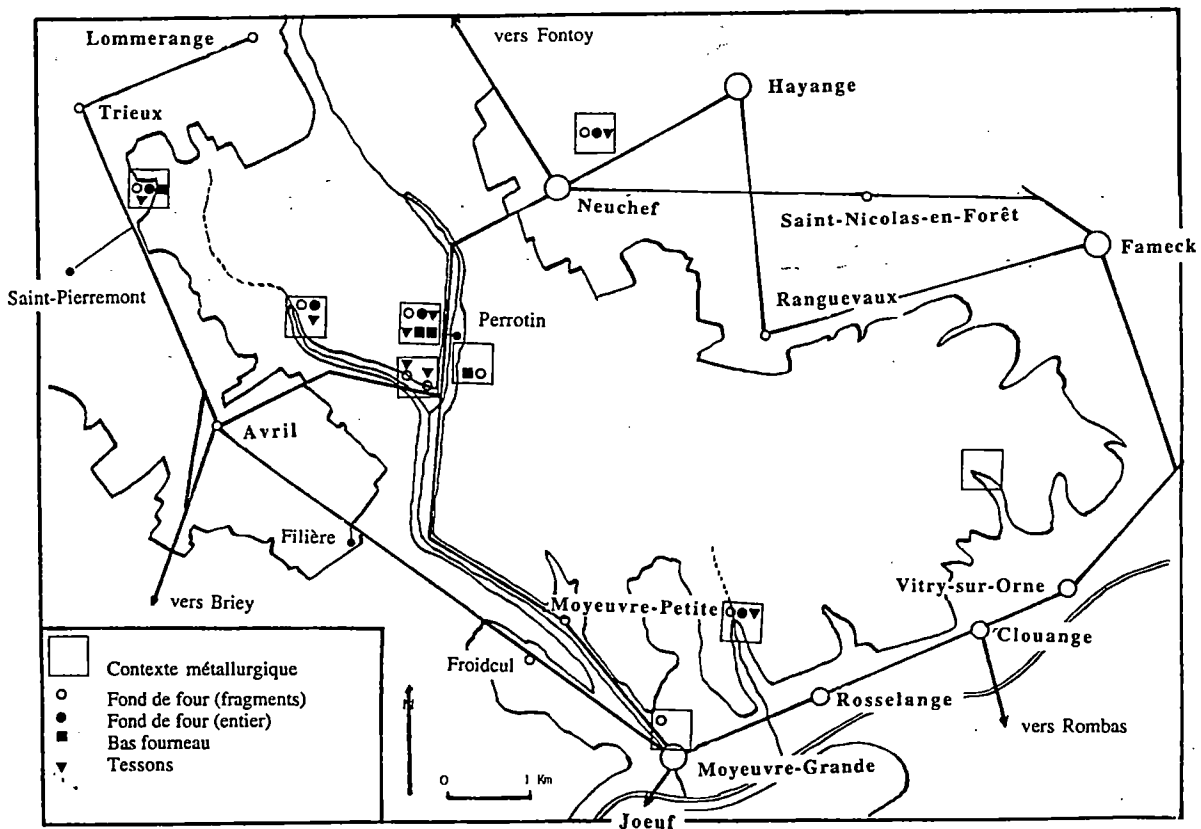 vers Fontoy
Lommerange
Hayange
Trieux
Neuchef
Saint-Nicolas-en-Forêt
Fameck
Saint-Pierremont
Ranguevaux
Perrotin
Avril
Filière
vers Briey
Moyeuvre-Petite
Vitry-sur-Orne
Clouange
Froidcul
Rosselange
vers Rombas
Moyeuvre-Grande
Joeuf
Contexte métallurgique
Fond de four (fragments)
Fond de four (entier)
Bas fourneau
Tessons
N
0 1 Km